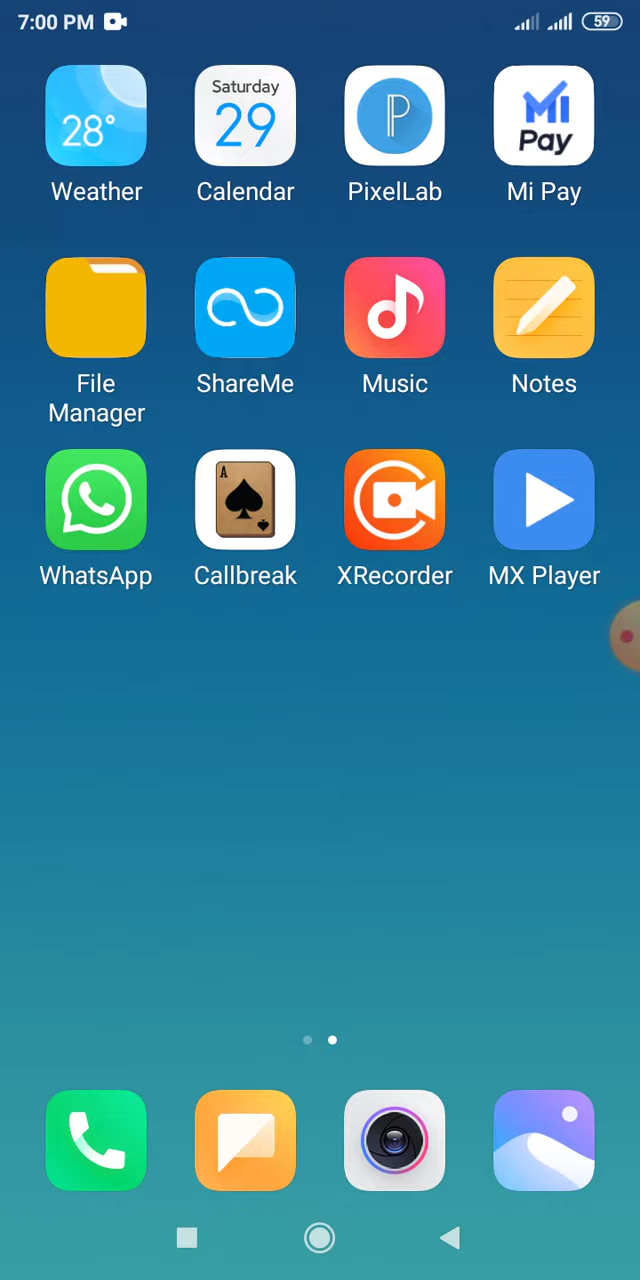 7:00 PM
59
28°
Saturday
29
P
MI
Pay
Weather
Calendar
PixelLab
Mi Pay
File
Manager
ShareMe
Music
Notes
A
WhatsApp
Callbreak
XRecorder
MX Player